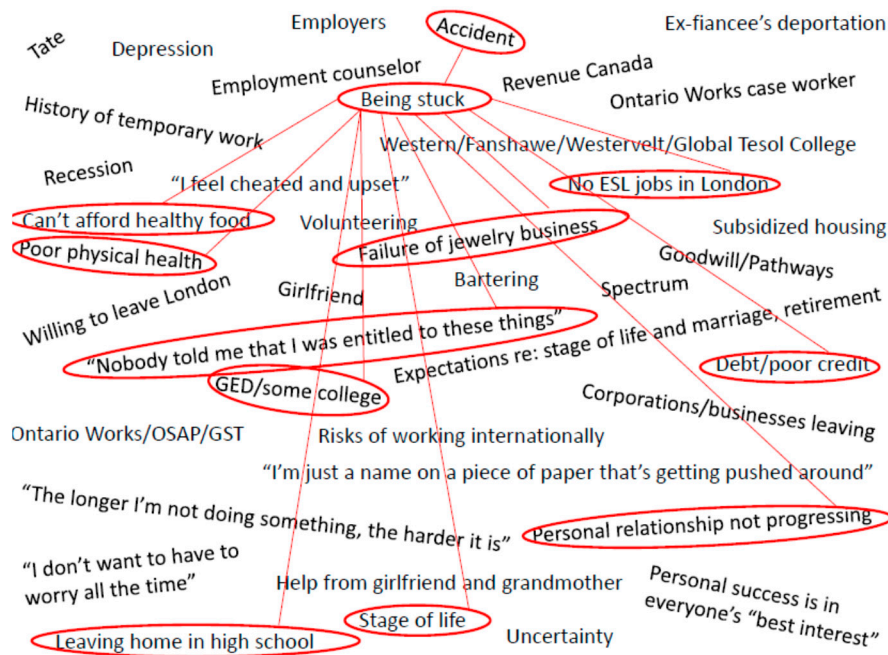 Employers
Accident
Ex-fiancee's deportation
Tate
Depression
Employment counselor
Revenue Canada
Being stuck
Ontario Works case worker
History of temporary work
Western/Fanshawe/Westervelt/Global Tesol College
Recession
"I feel cheated and upset"
No ESL jobs in London
Can't afford healthy food
Volunteering
Failure of jewelry business
Subsidized housing
Poor physical health
Goodwill/Pathways
Bartering
Spectrum
Willing to leave London
Girlfriend
"Nobody told me that I was entitled to these things"
Expectations re: stage of life and marriage, retirement
Debt/poor credit
GED/some college
Corporations/businesses leaving
Ontario Works/OSAP/GST
Risks of working internationally
"I'm just a name on a piece of paper that's getting pushed around"
"The longer I'm not doing something, the harder it is"
Personal relationship not progressing
"I don't want to have to
worry all the time"
Help from girlfriend and grandmother
Personal success is in
everyone's "best interest"
Stage of life
Leaving home in high school
Uncertainty